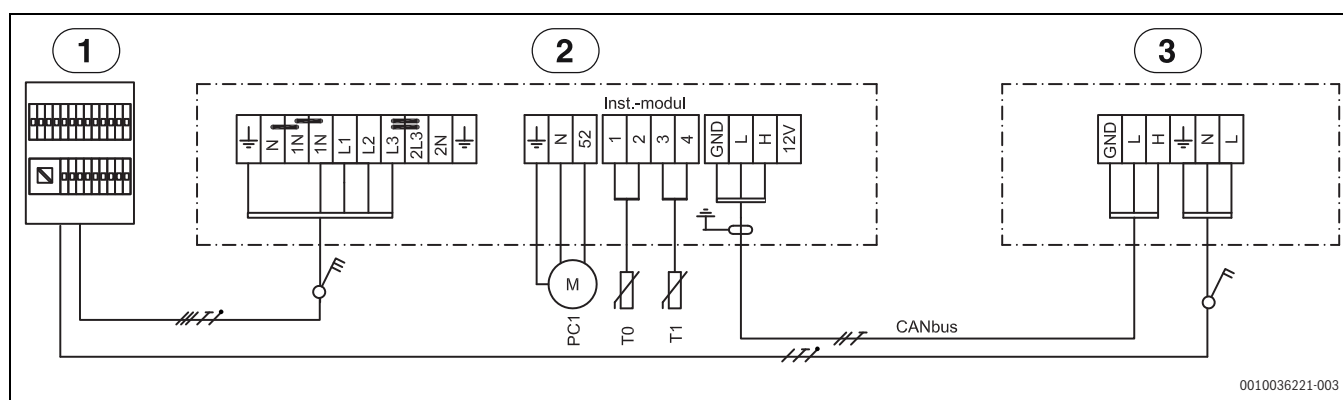 1 2 3
Inst.-modul
N 1N 1N L1 L2 L3 2L3 2N
N 52
1 2 3 4
GND L H 12V
GND L H N L
M
PC1 T0 T1
CANbus
0010036221-003